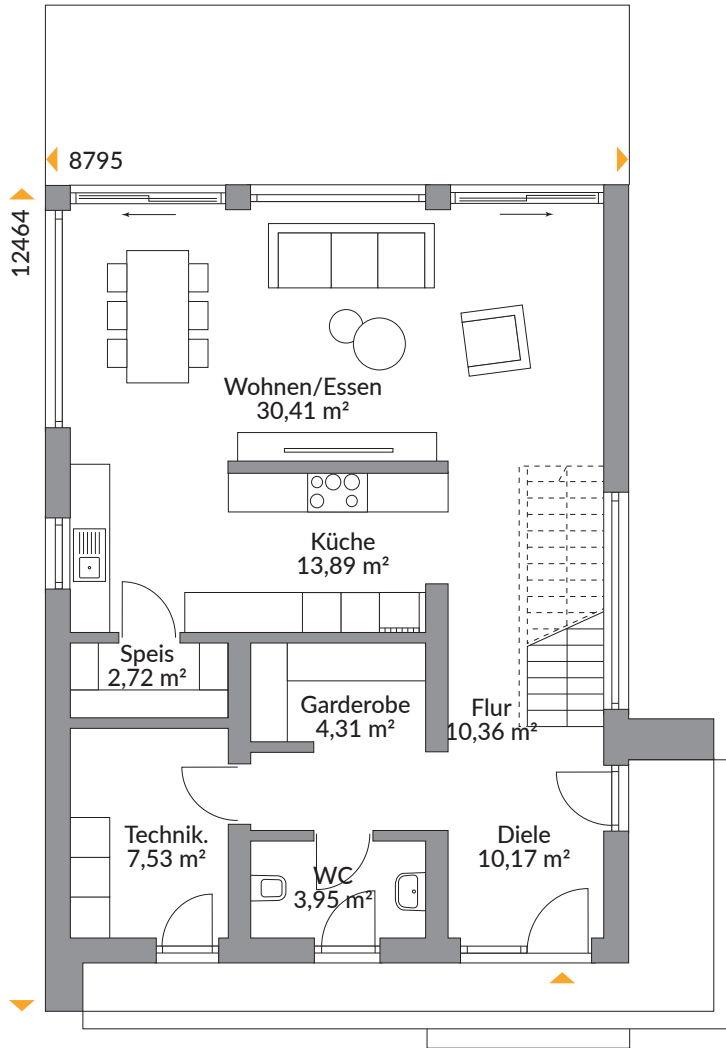 8795
12464
Wohnen/Essen
30,41 m²
Küche
13,89 m²
Speis
2,72 m²
Garderobe
4,31 m²
Flur
10,36 m²
Technik.
7,53 m²
WC
3,95 m²
Diele
10,17 m²